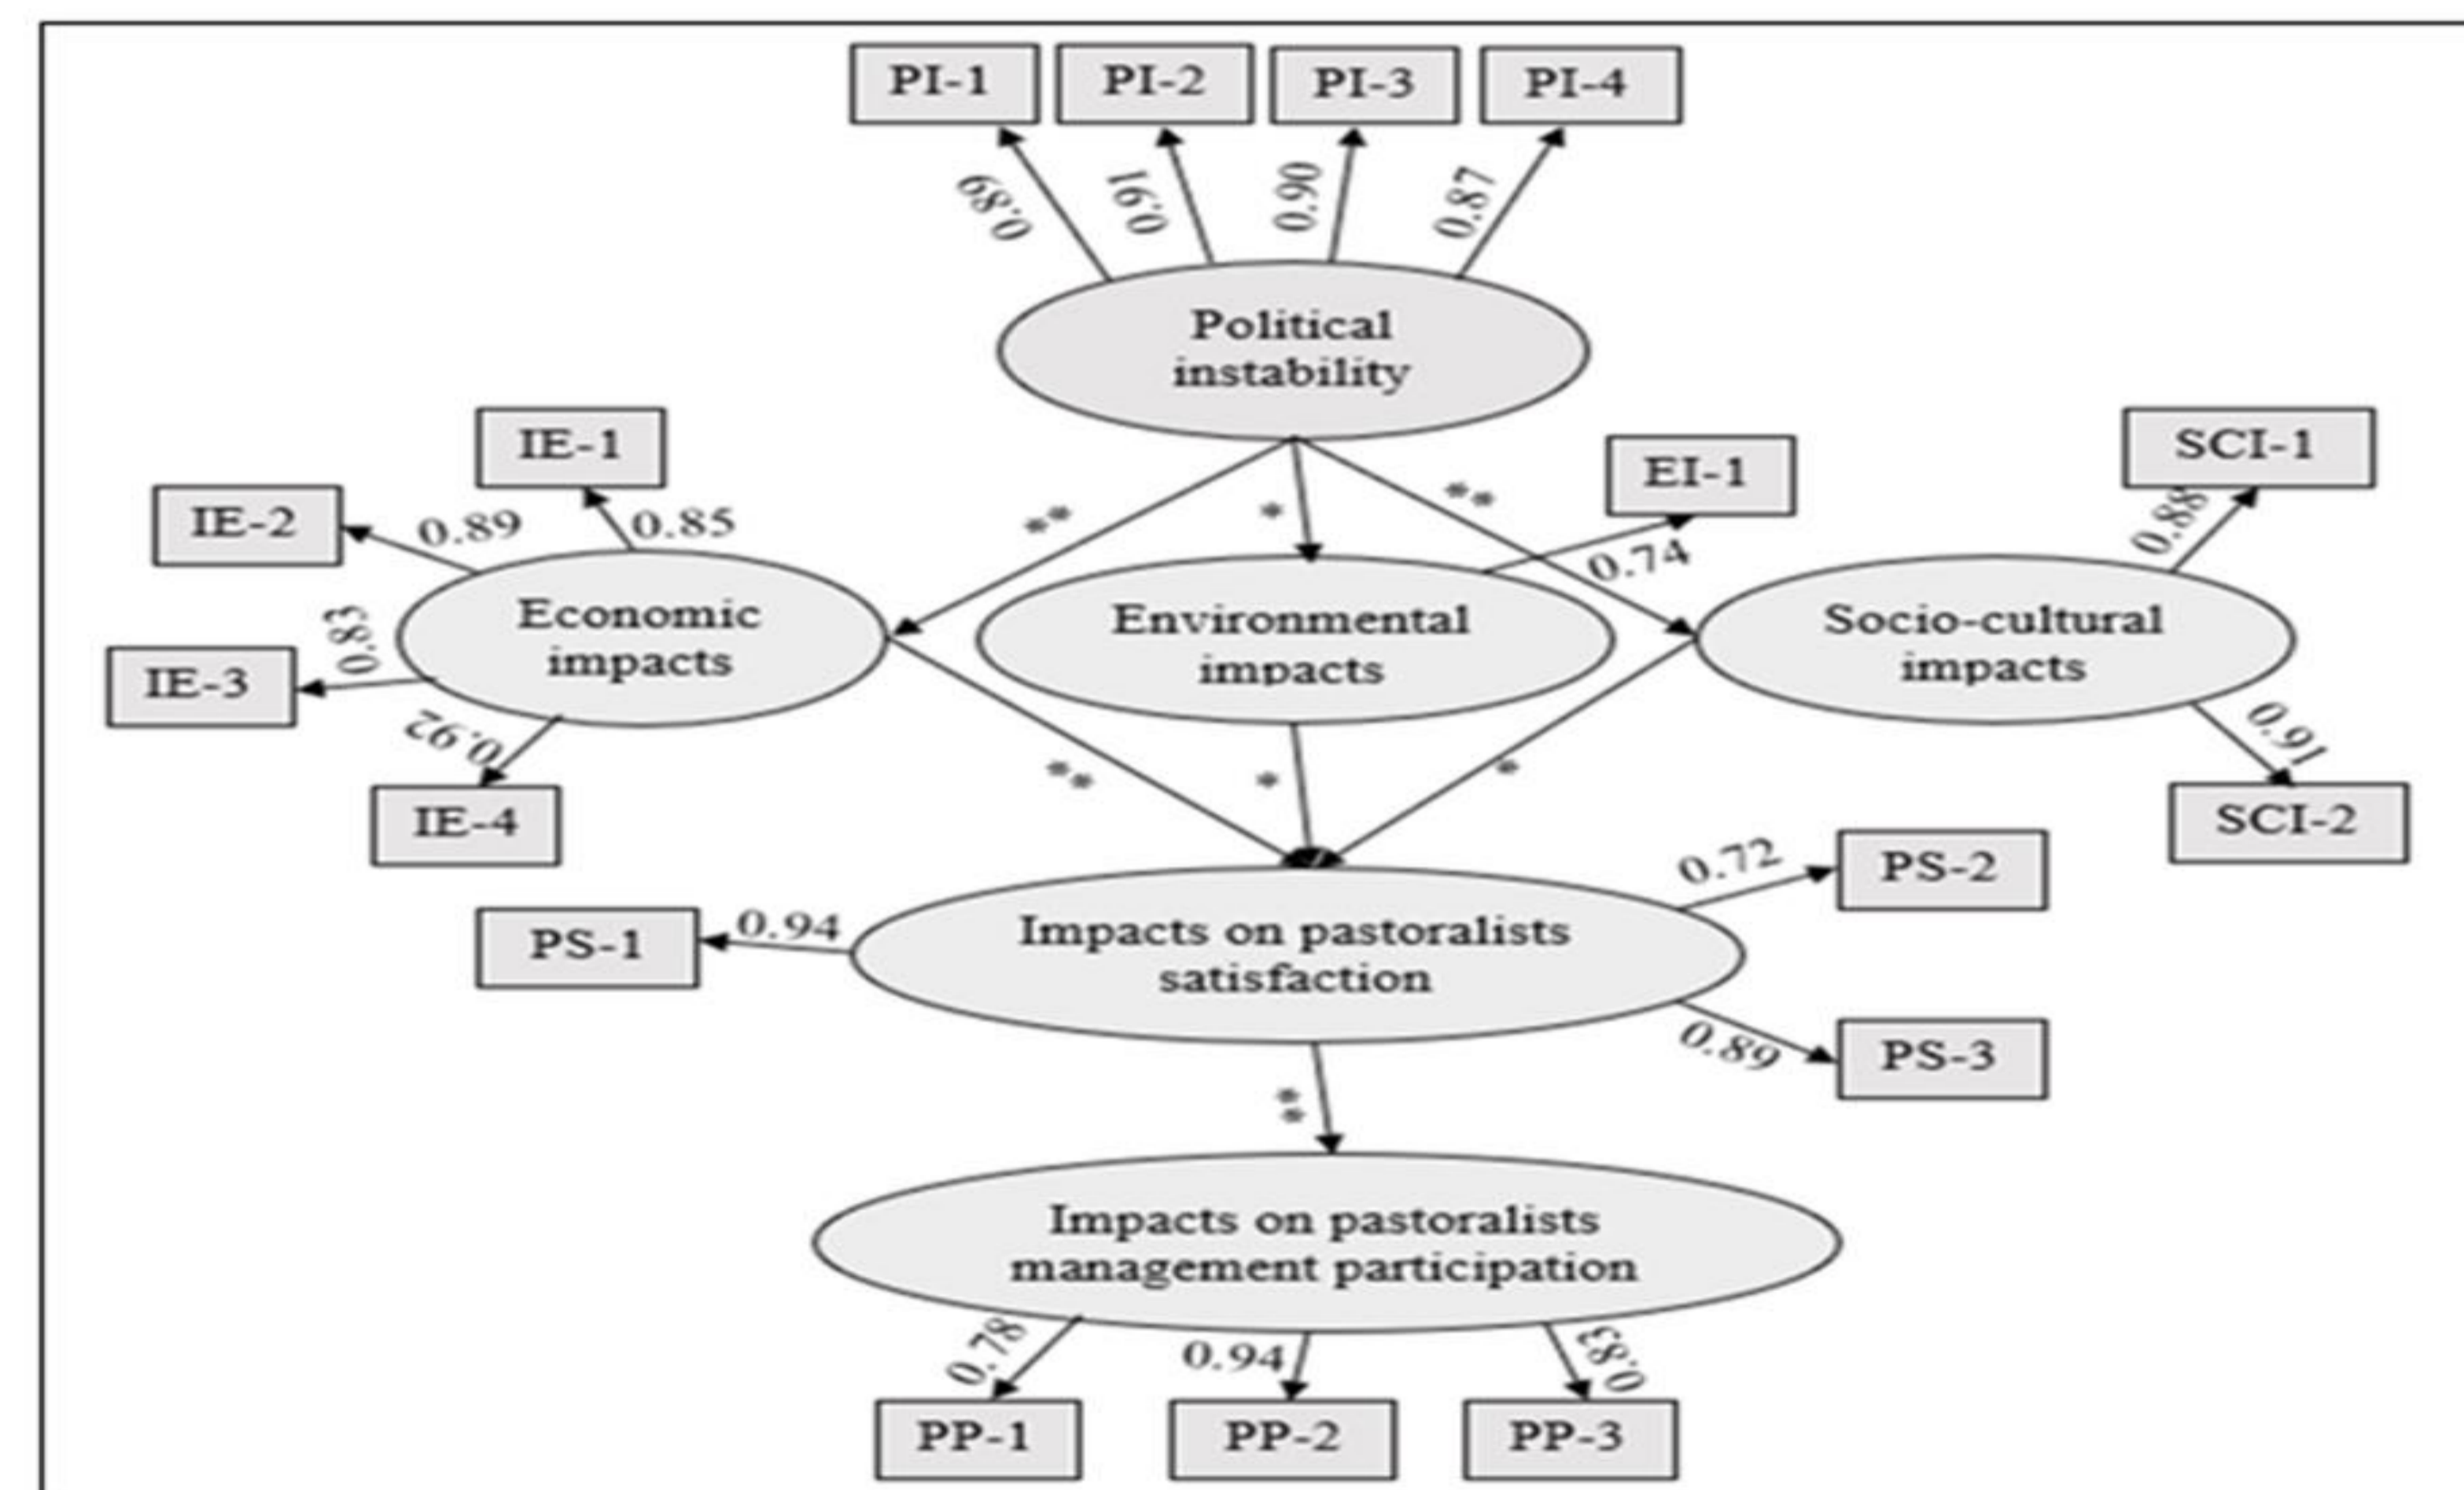 PI-1
PI-2
PI-3
PI-4
0.89
0.91
0.90
0.87
Political
instability
IE-1
EI-1
SCI-1
IE-2
0.89
0.85
**
*
**
0.74
0.88
Economic
impacts
Environmental
impacts
Socio-cultural
impacts
0.83
IE-3
0.92
0.91
IE-4
**
*
*
SCI-2
PS-1
0.94
Impacts on pastoralists
satisfaction
0.72
PS-2
0.89
PS-3
**
Impacts on pastoralists
management participation
0.78
0.94
0.83
PP-1
PP-2
PP-3